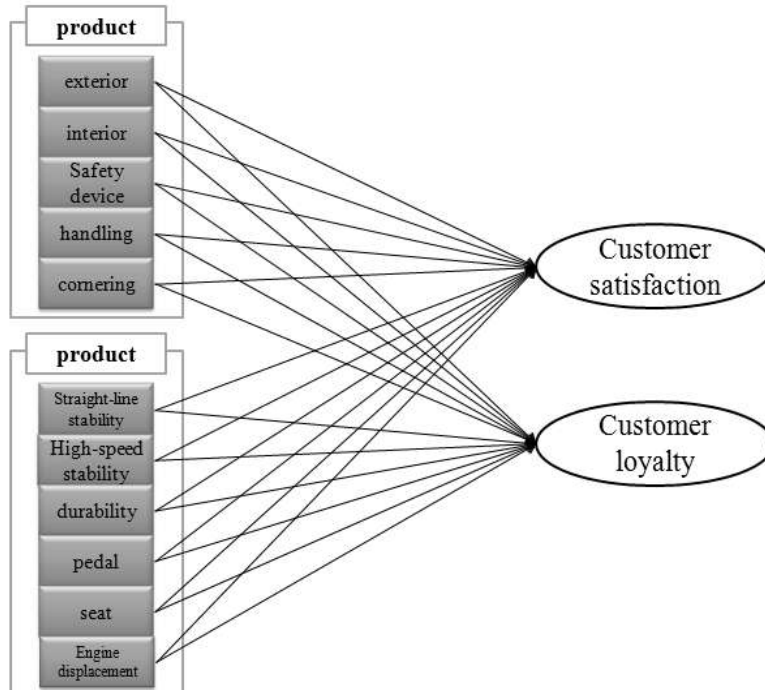 product
exterior
interior
Safety
device
handling
cornering
product
Straight-line
stability
High-speed
stability
durability
pedal
seat
Engine
displacement
Customer
satisfaction
Customer
loyalty